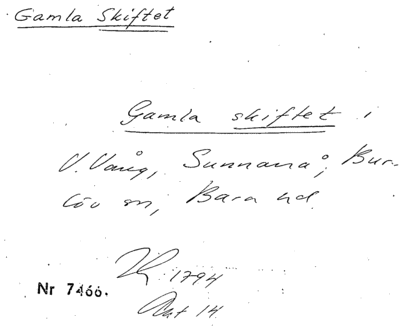 Gamla Skiftet
Gamla skiftet i
V. Vång, Sunnanå, Bur-
löv sn, Bara hd.
1794
Nr 7466.
Akt 14